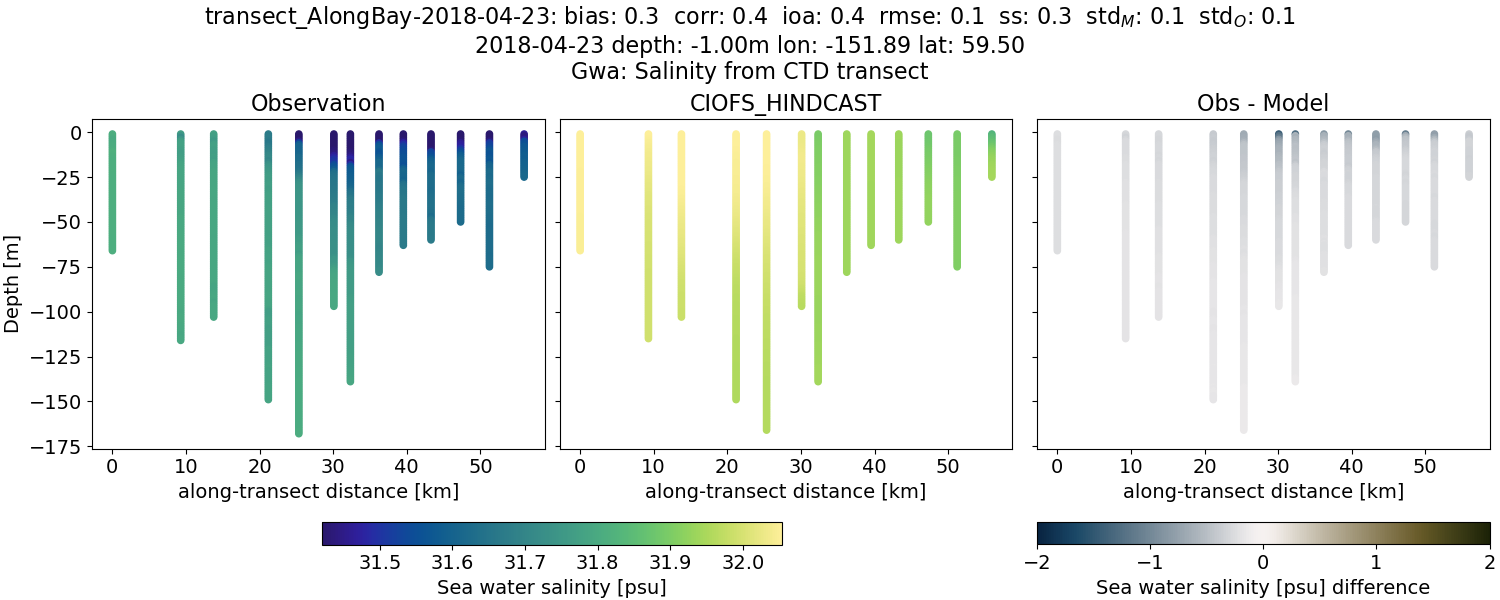 transect_AlongBay-2018-04-23: bias: 0.3 corr: 0.4 ioa: 0.4 rmse: 0.1 ss: 0.3 std_M: 0.1 std_O: 0.1
2018-04-23 depth: -1.00m lon: -151.89 lat: 59.50
Gwa: Salinity from CTD transect
Observation
CIOFS_HINDCAST
Obs - Model
Depth [m]
0
−25
−50
−75
−100
−125
−150
−175
0 10 20 30 40 50
0 10 20 30 40 50
0 10 20 30 40 50
along-transect distance [km]
along-transect distance [km]
along-transect distance [km]
31.5 31.6 31.7 31.8 31.9 32.0
Sea water salinity [psu]
−2 −1 0 1 2
Sea water salinity [psu] difference